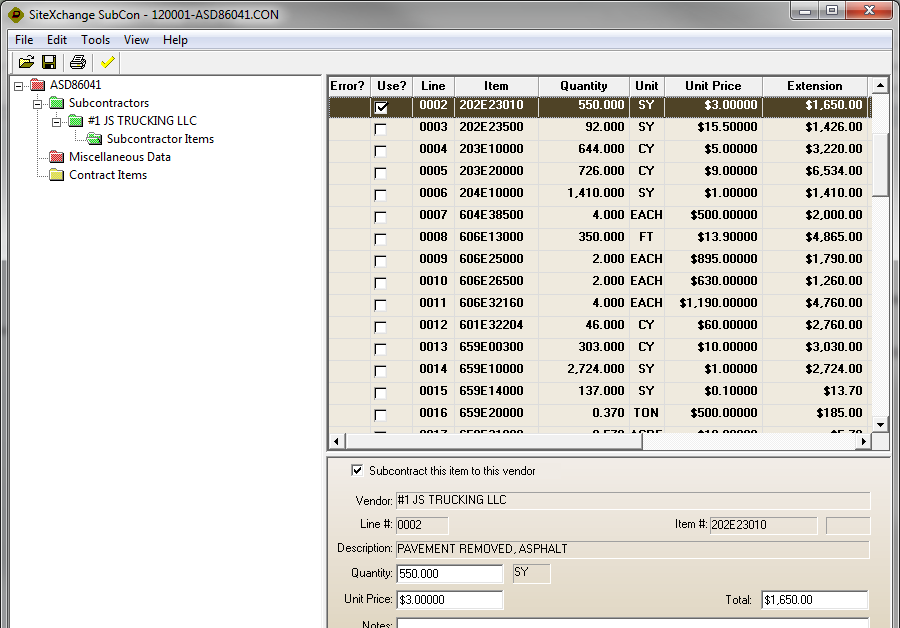 SiteXchange SubCon - 120001-ASD86041.CON
File Edit Tools View Help
ASD86041
Subcontractors
#1 JS TRUCKING LLC
Subcontractor Items
Miscellaneous Data
Contract Items
Error? Use? Line Item Quantity Unit Unit Price Extension
0002 202E23010 550.000 SY $3.00000 $1,650.00
0003 202E23500 92.000 SY $15.50000 $1,426.00
0004 203E10000 644.000 CY $5.00000 $3,220.00
0005 203E20000 726.000 CY $9.00000 $6,534.00
0006 204E10000 1,410.000 SY $1.00000 $1,410.00
0007 604E38500 4.000 EACH $500.00000 $2,000.00
0008 606E13000 350.000 FT $13.90000 $4,865.00
0009 606E25000 2.000 EACH $895.00000 $1,790.00
0010 606E26500 2.000 EACH $630.00000 $1,260.00
0011 606E32160 4.000 EACH $1,190.00000 $4,760.00
0012 601E32204 46.000 CY $60.00000 $2,760.00
0013 659E00300 303.000 CY $10.00000 $3,030.00
0014 659E10000 2,724.000 SY $1.00000 $2,724.00
0015 659E14000 137.000 SY $0.10000 $13.70
0016 659E20000 0.370 TON $500.00000 $185.00
Subcontract this item to this vendor
Vendor: #1 JS TRUCKING LLC
Line #: 0002 Item #: 202E23010
Description: PAVEMENT REMOVED, ASPHALT
Quantity: 550.000 SY
Unit Price: $3.00000 Total: $1,650.00
Notes: